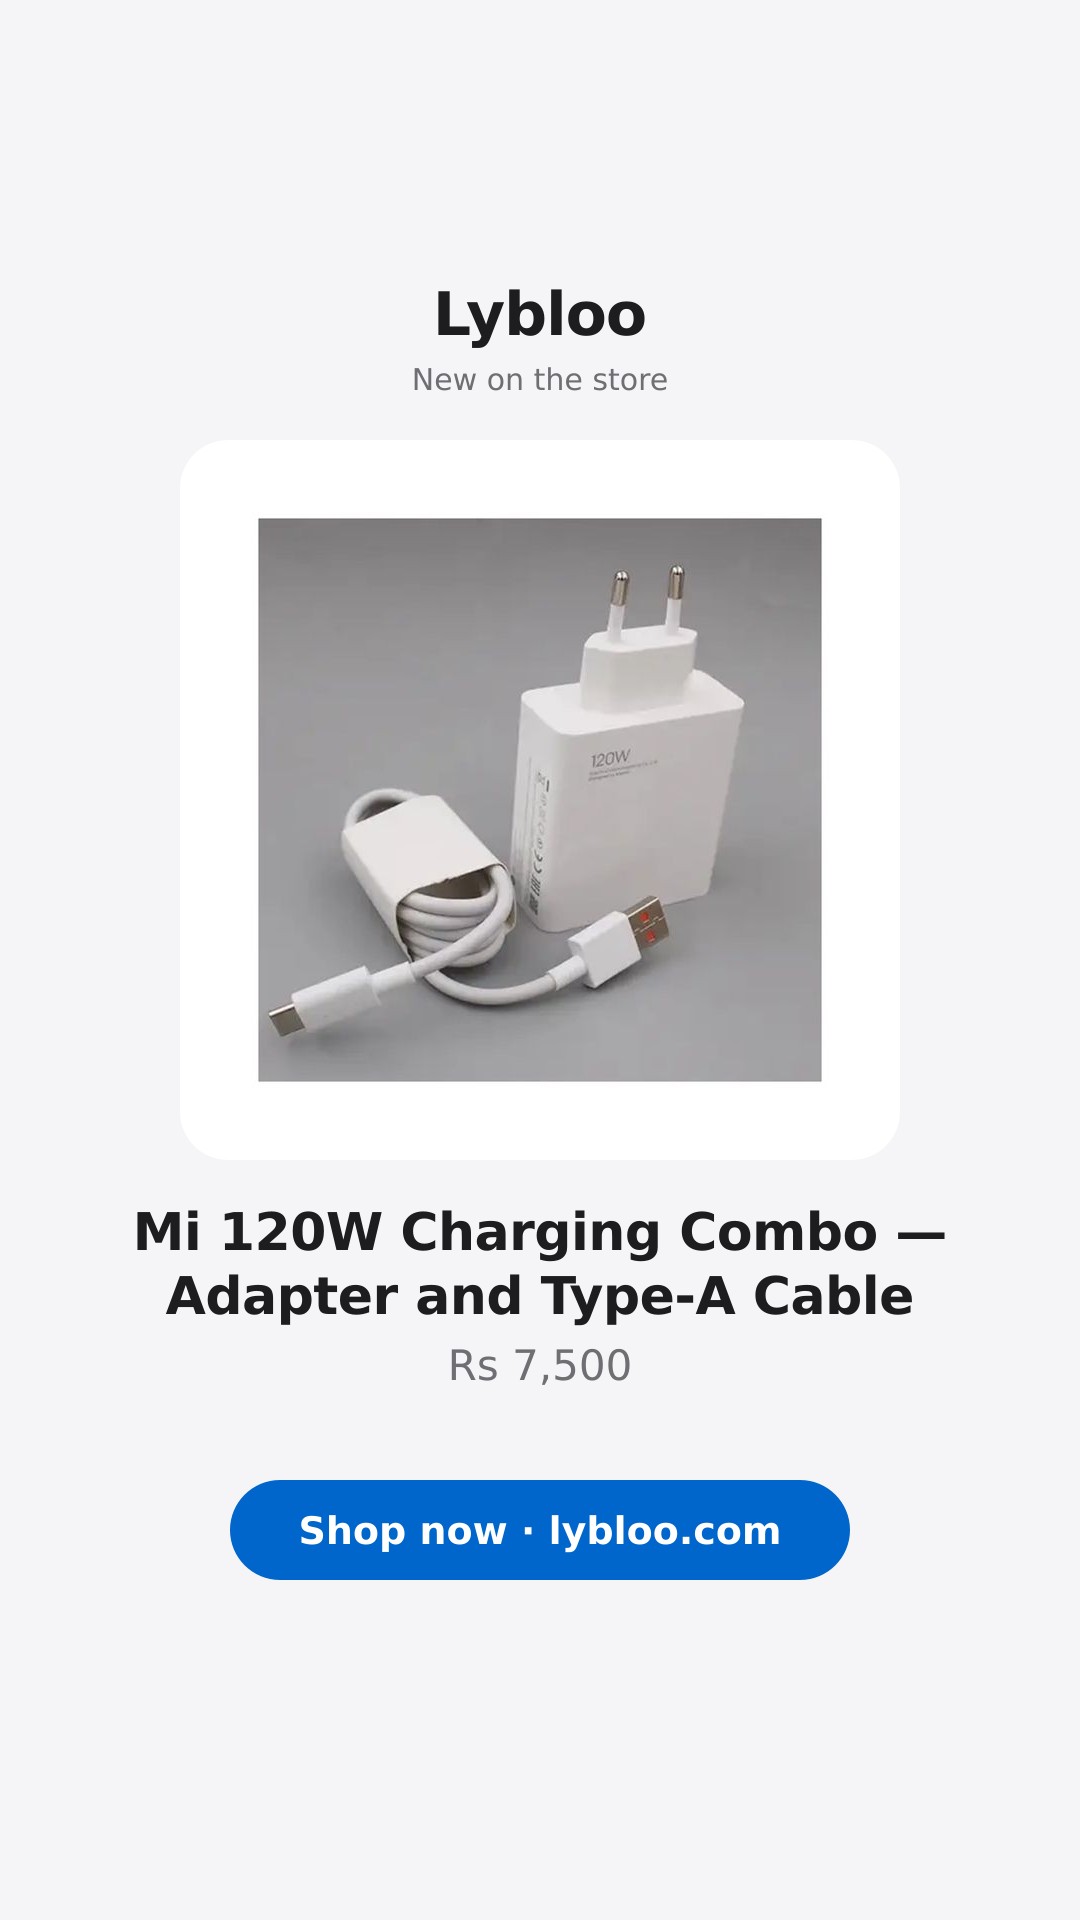 Lybloo
New on the store
120W
Mi 120W Charging Combo —
Adapter and Type-A Cable
Rs 7,500
Shop now · lybloo.com